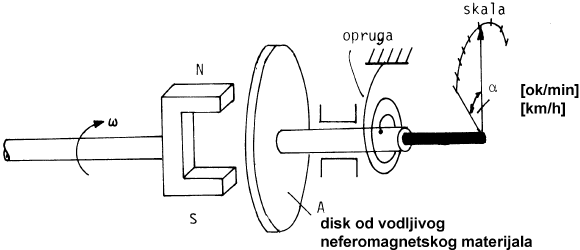 skala
opruga
N
α
[ok/min]
[km/h]
ω
S
A
disk od vodljivog
neferomagnetskog materijala